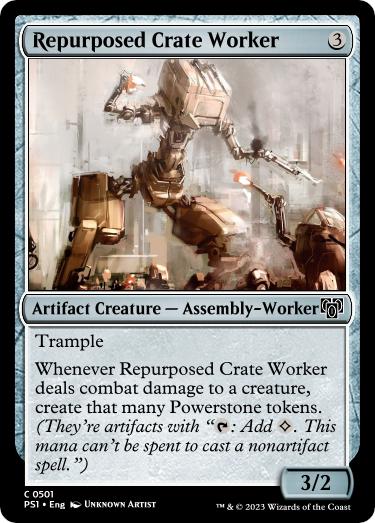 Repurposed Crate Worker 3
Artifact Creature — Assembly-Worker
Trample
Whenever Repurposed Crate Worker
deals combat damage to a creature,
create that many Powerstone tokens.
(They're artifacts with “: Add . This
mana can't be spent to cast a nonartifact
spell.”)
3/2
C 0501
PS1 • Eng Unknown Artist
™ & © 2023 Wizards of the Coast